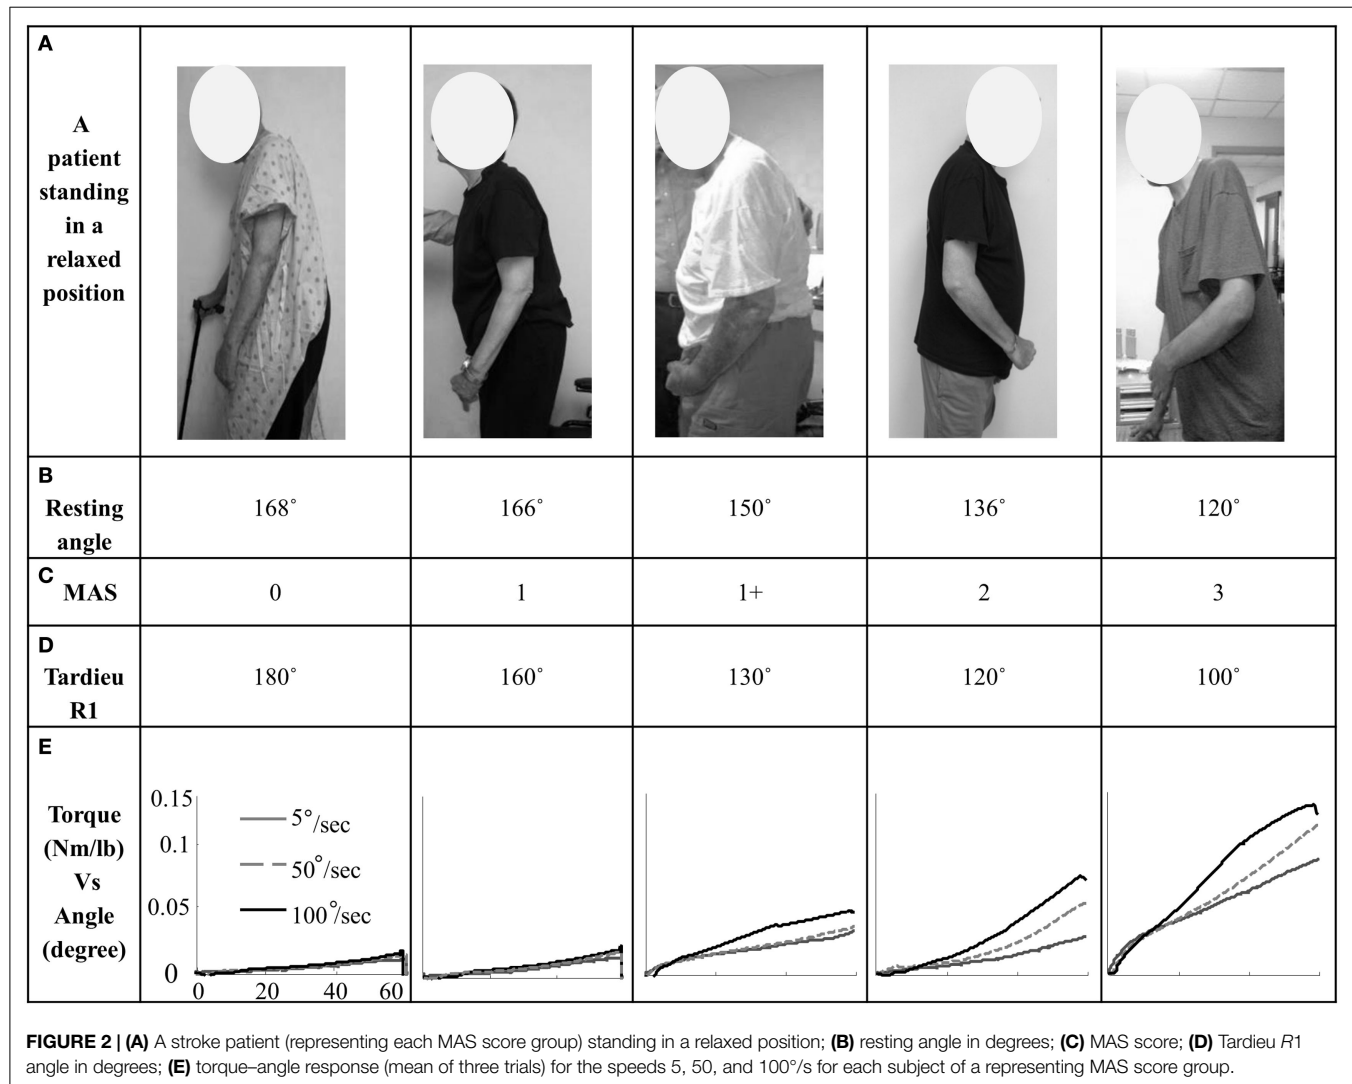 A
A
patient
standing
in a
relaxed
position
B
Resting
angle
168°
166°
150°
136°
120°
C
MAS
0
1
1+
2
3
D
Tardieu
R1
180°
160°
130°
120°
100°
E
Torque
(Nm/lb)
Vs
Angle
(degree)
0.15
0.1
0.05
0
0 20 40 60
5°/sec
50°/sec
100°/sec
FIGURE 2 | (A) A stroke patient (representing each MAS score group) standing in a relaxed position; (B) resting angle in degrees; (C) MAS score; (D) Tardieu R1
angle in degrees; (E) torque–angle response (mean of three trials) for the speeds 5, 50, and 100°/s for each subject of a representing MAS score group.